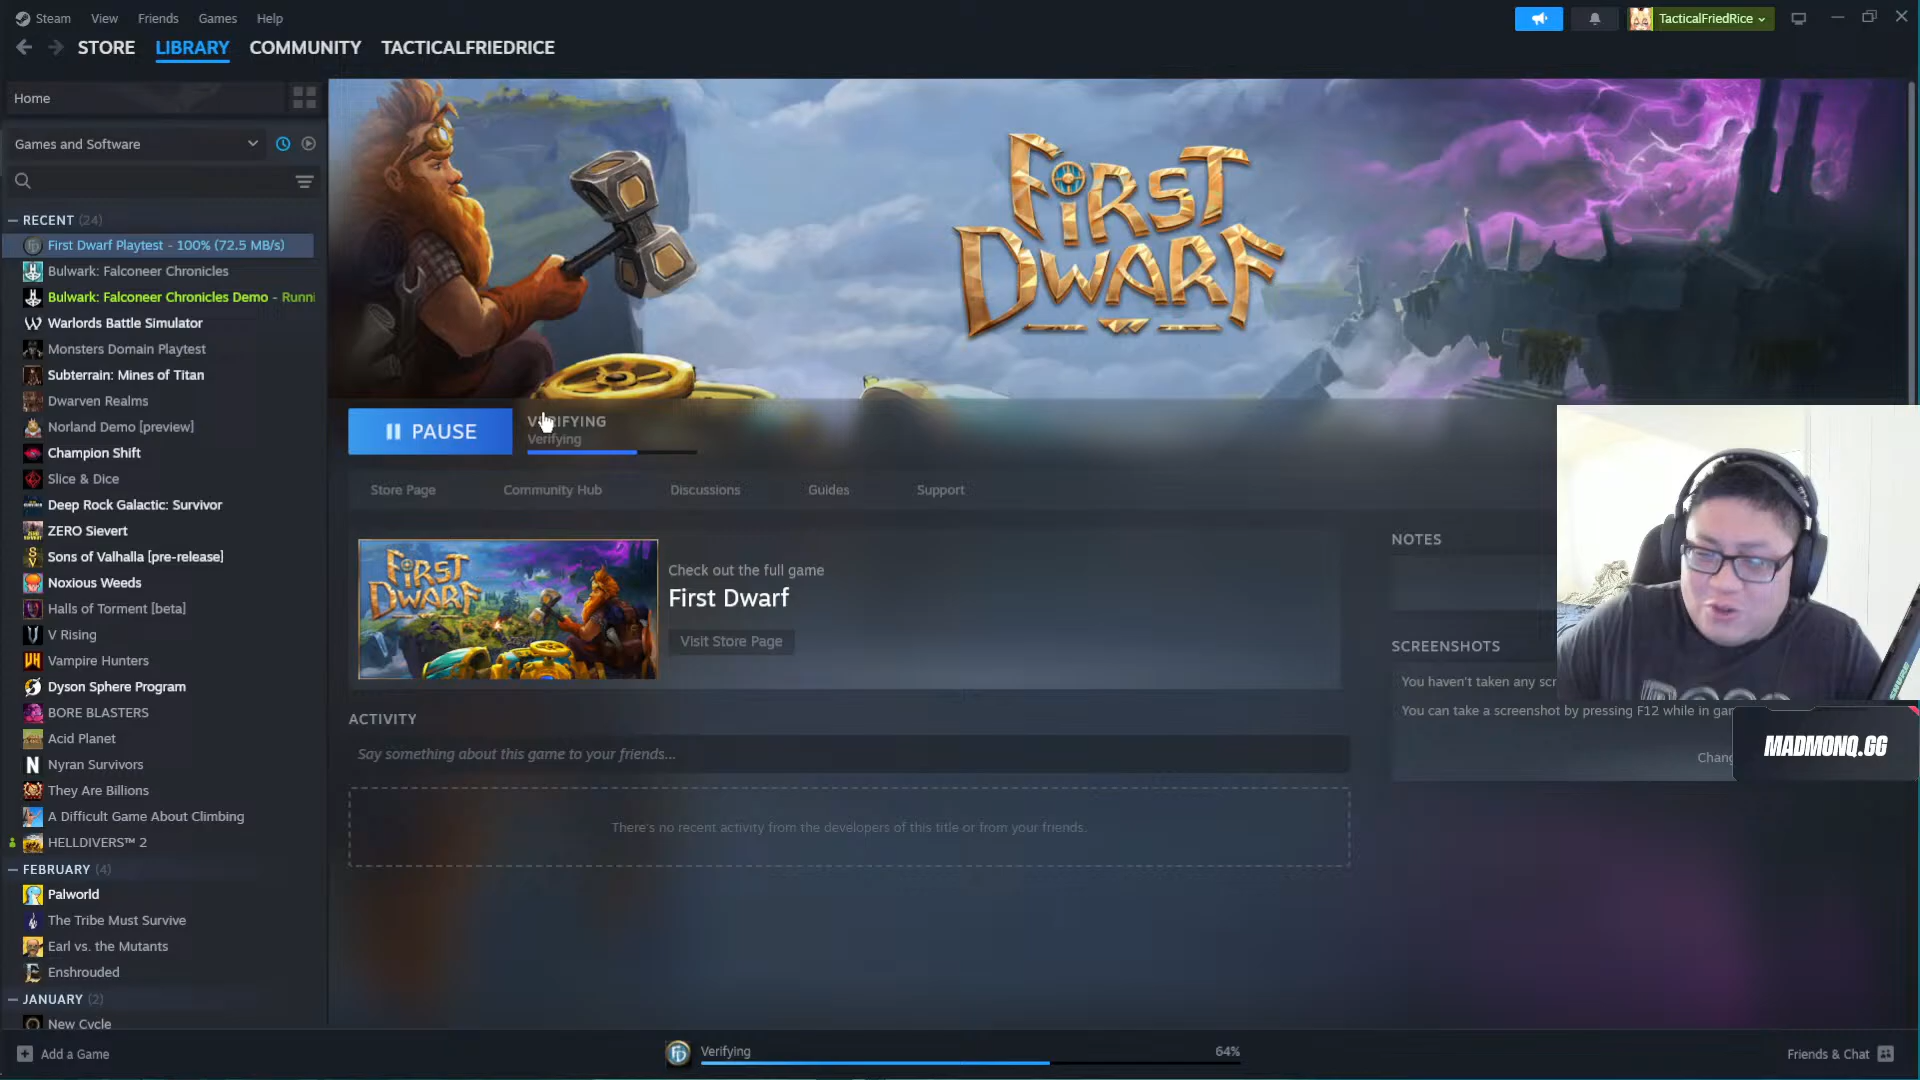 Steam View Friends Games Help
TacticalFriedRice
STORE LIBRARY COMMUNITY TACTICALFRIEDRICE
Home
Games and Software
RECENT (24)
First Dwarf Playtest - 100% (72.5 MB/s)
Bulwark: Falconeer Chronicles
Bulwark: Falconeer Chronicles Demo - Runni
Warlords Battle Simulator
Monsters Domain Playtest
Subterrain: Mines of Titan
Dwarven Realms
Norland Demo [preview]
Champion Shift
Slice & Dice
Deep Rock Galactic: Survivor
ZERO Sievert
Sons of Valhalla [pre-release]
Noxious Weeds
Halls of Torment [beta]
V Rising
Vampire Hunters
Dyson Sphere Program
BORE BLASTERS
Acid Planet
Nyran Survivors
They Are Billions
A Difficult Game About Climbing
HELLDIVERS™ 2
FEBRUARY (4)
Palworld
The Tribe Must Survive
Earl vs. the Mutants
Enshrouded
JANUARY (2)
New Cycle
Add a Game
FIRST
DWARF
PAUSE
VERIFYING
Verifying
Store Page Community Hub Discussions Guides Support
FIRST
DWARF
Check out the full game
First Dwarf
Visit Store Page
NOTES
SCREENSHOTS
You haven't taken any scr
You can take a screenshot by pressing F12 while in gam
Chang
MADMONQ.GG
ACTIVITY
Say something about this game to your friends...
There's no recent activity from the developers of this title or from your friends.
Verifying 64%
Friends & Chat